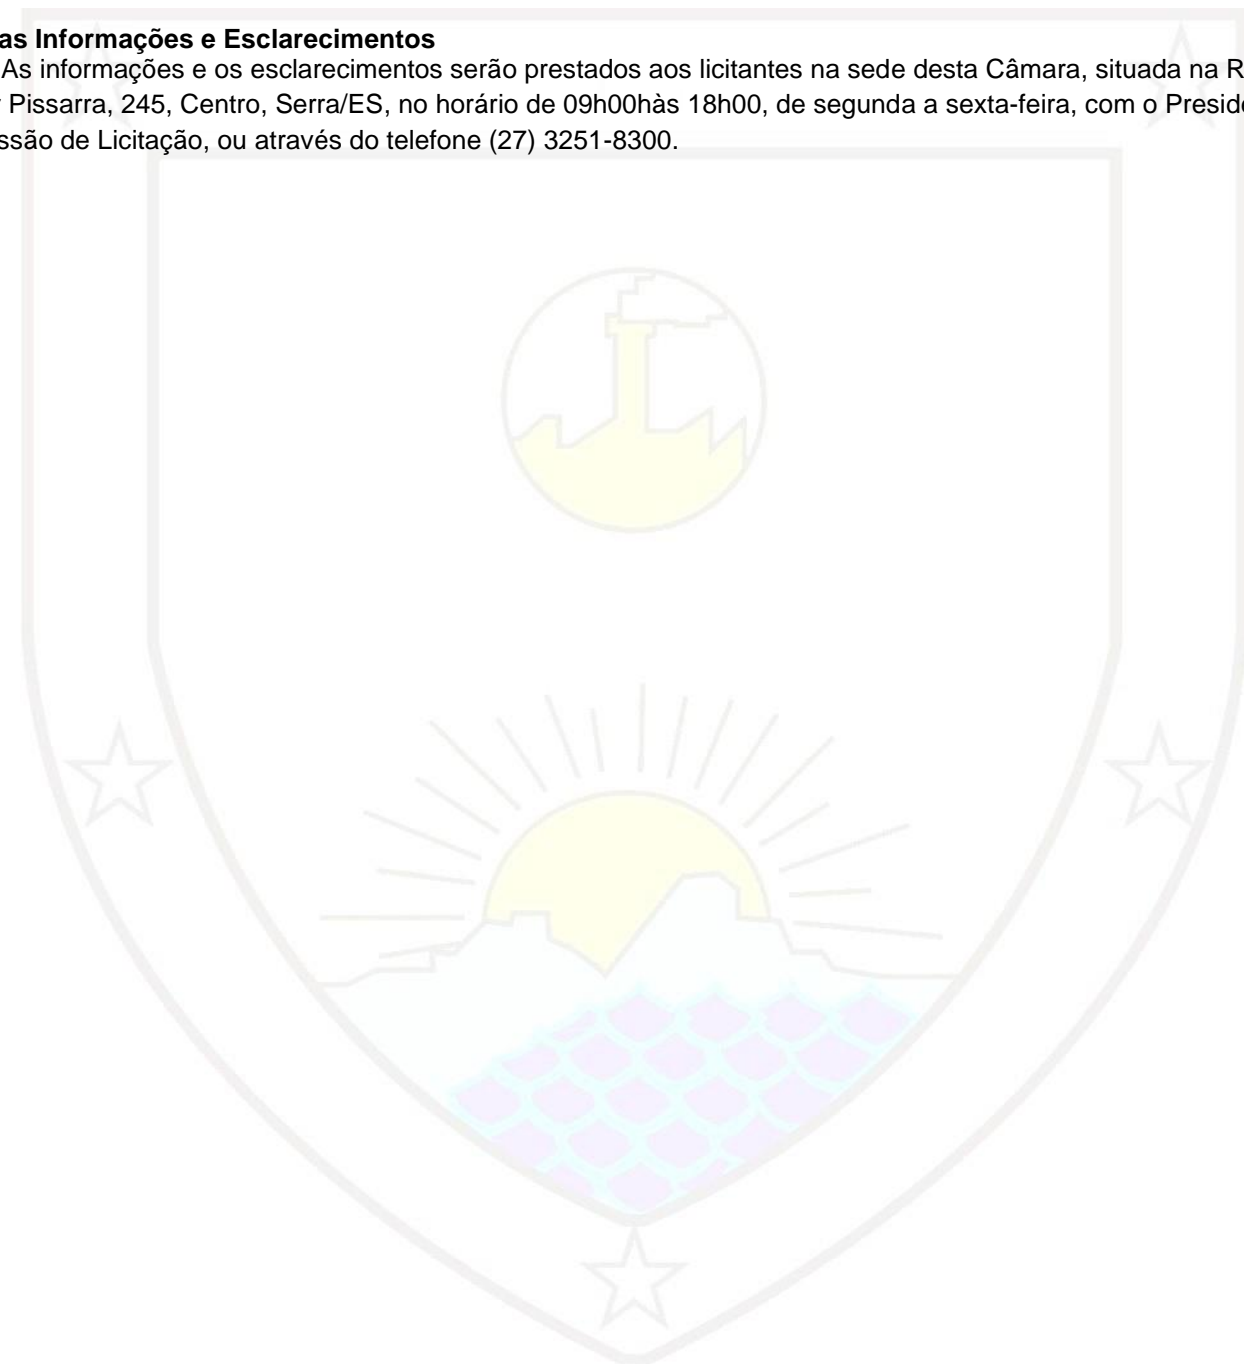 as Informações e Esclarecimentos
As informações e os esclarecimentos serão prestados aos licitantes na sede desta Câmara, situada na R
Pissarra, 245, Centro, Serra/ES, no horário de 09h00hàs 18h00, de segunda a sexta-feira, com o Preside
ssão de Licitação, ou através do telefone (27) 3251-8300.